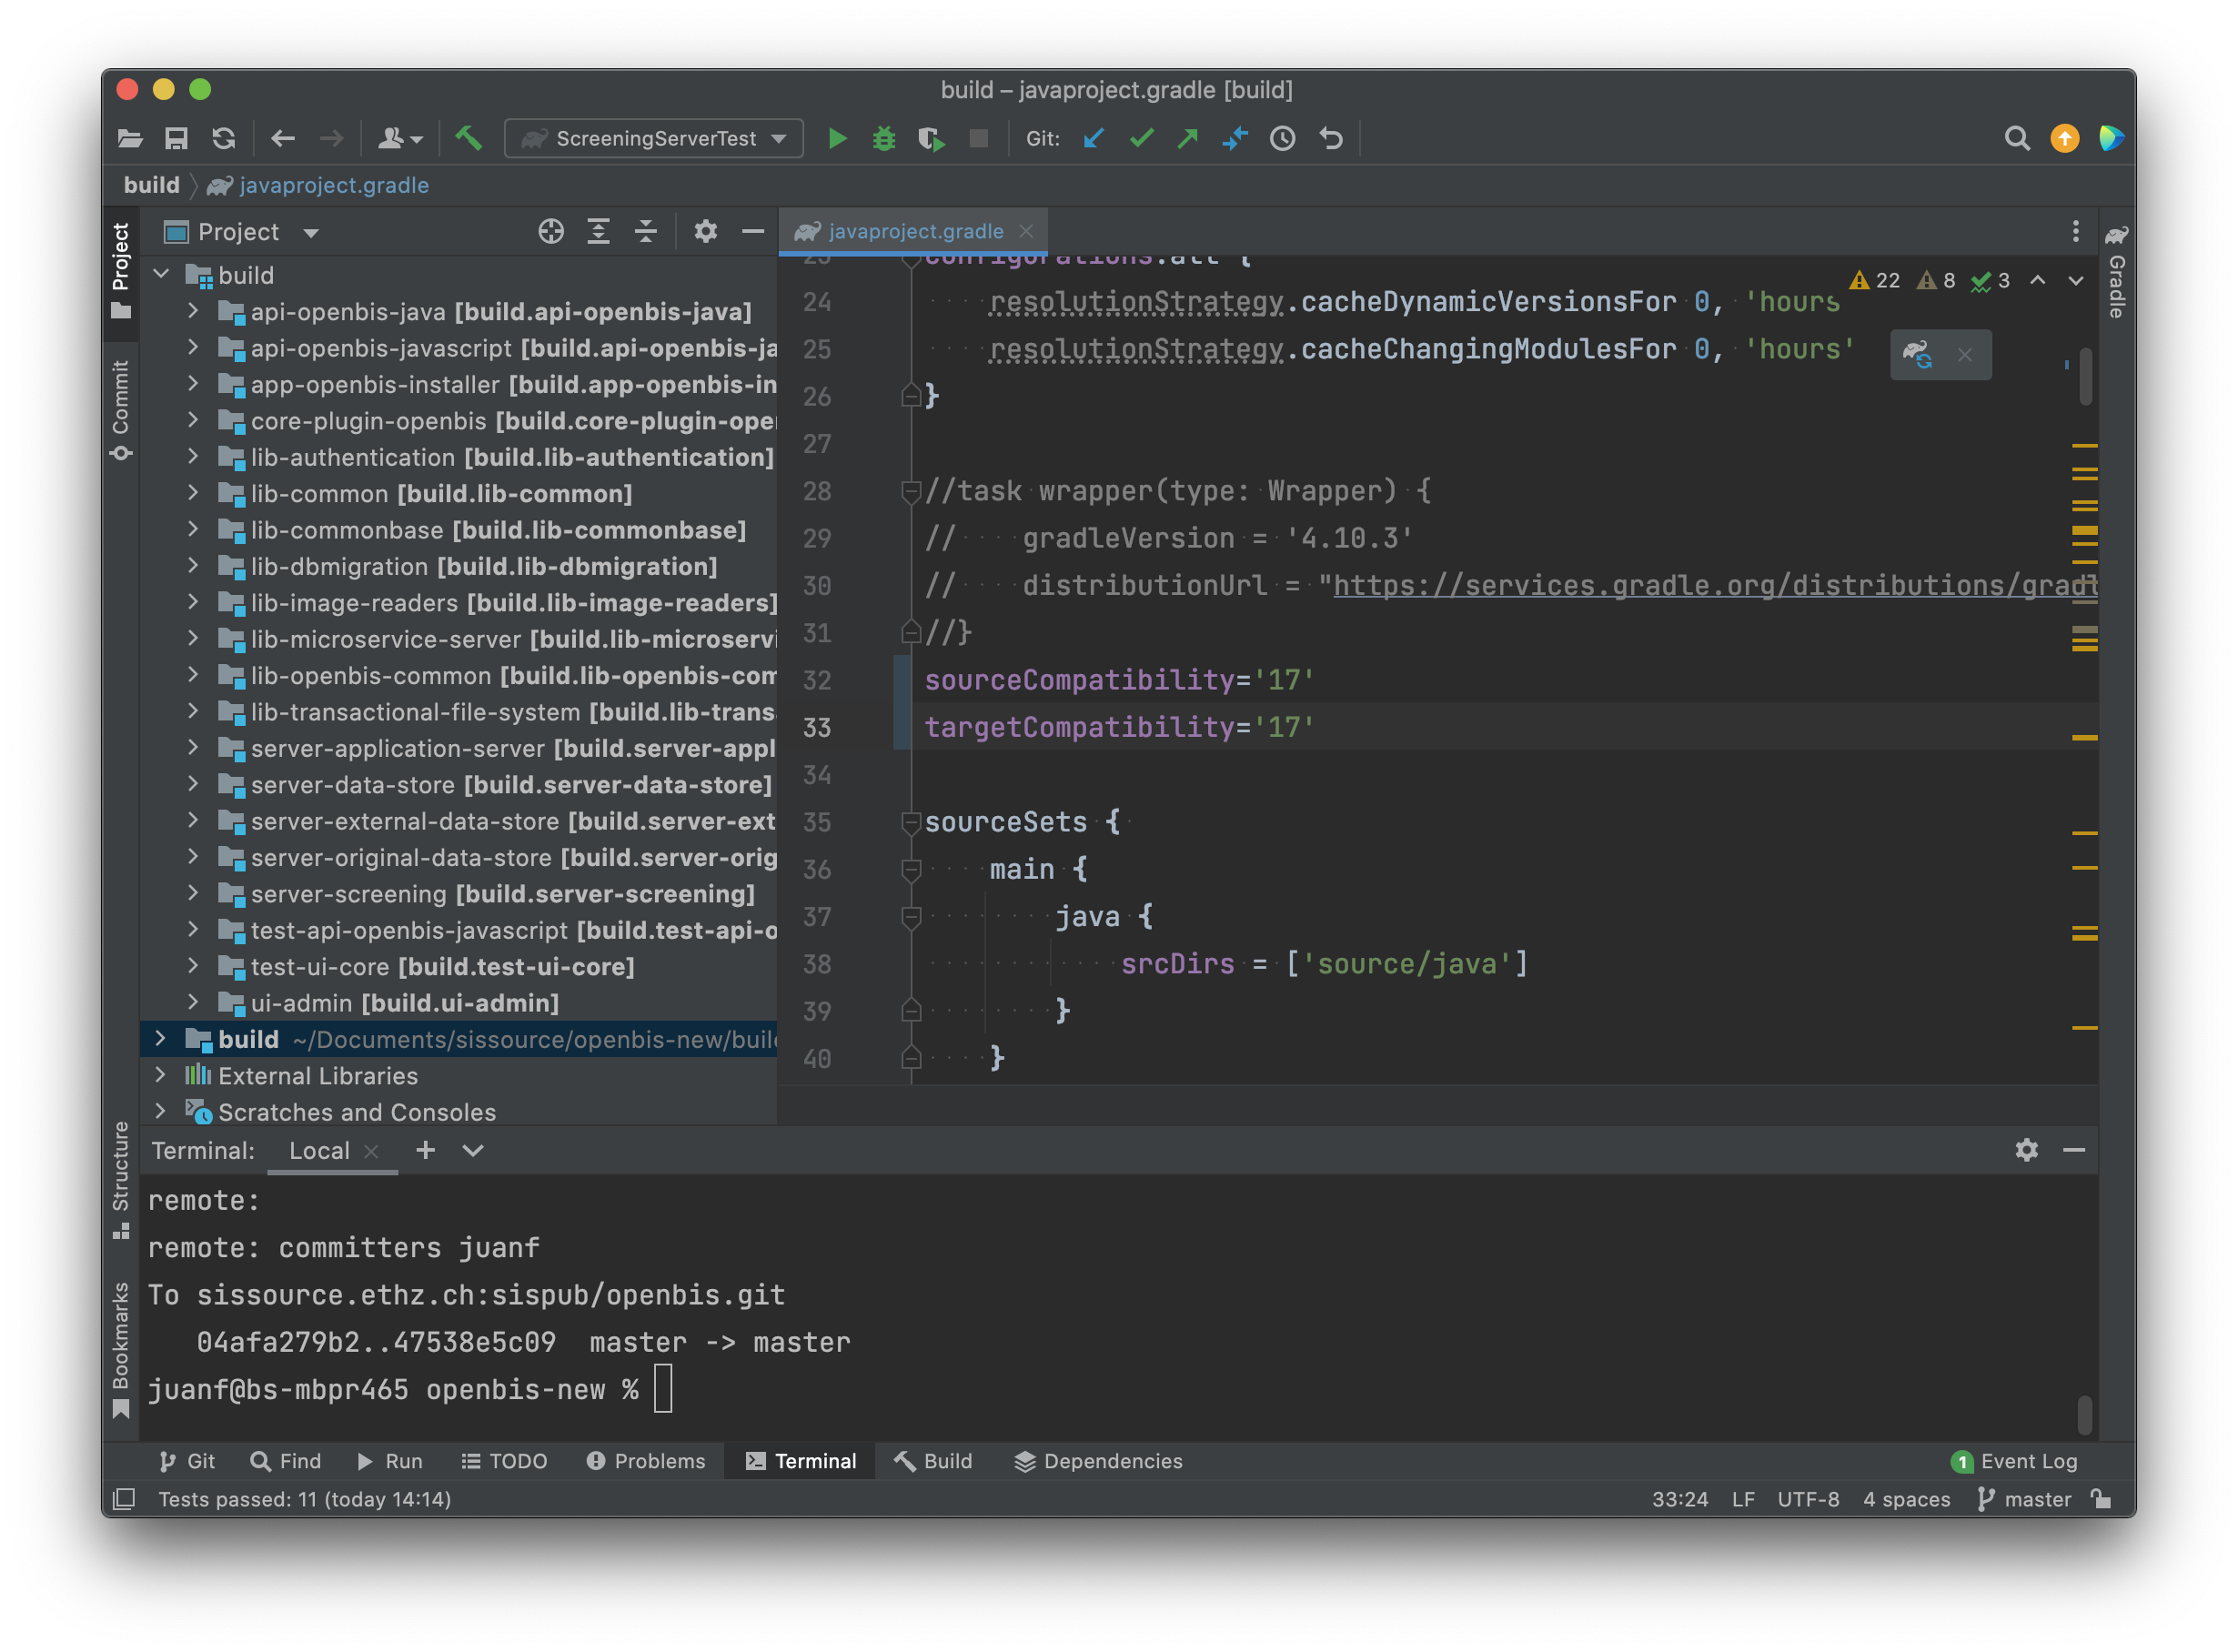 build – javaproject.gradle [build]
ScreeningServerTest
Git:
build
javaproject.gradle
Project
Commit
Structure
Bookmarks
Project
build
api-openbis-java [build.api-openbis-java]
api-openbis-javascript [build.api-openbis-ja
app-openbis-installer [build.app-openbis-in
core-plugin-openbis [build.core-plugin-ope
lib-authentication [build.lib-authentication]
lib-common [build.lib-common]
lib-commonbase [build.lib-commonbase]
lib-dbmigration [build.lib-dbmigration]
lib-image-readers [build.lib-image-readers]
lib-microservice-server [build.lib-microservi
lib-openbis-common [build.lib-openbis-com
lib-transactional-file-system [build.lib-trans
server-application-server [build.server-appl
server-data-store [build.server-data-store]
server-external-data-store [build.server-ext
server-original-data-store [build.server-orig
server-screening [build.server-screening]
test-api-openbis-javascript [build.test-api-o
test-ui-core [build.test-ui-core]
ui-admin [build.ui-admin]
build ~/Documents/sissource/openbis-new/build
External Libraries
Scratches and Consoles
javaproject.gradle
22 8 3
Gradle
23 configurations.all {
24 resolutionStrategy.cacheDynamicVersionsFor 0, 'hours
25 resolutionStrategy.cacheChangingModulesFor 0, 'hours'
26 }
27
28 //task wrapper(type: Wrapper) {
29 // gradleVersion = '4.10.3'
30 // distributionUrl = "https://services.gradle.org/distributions/gradl
31 //}
32 sourceCompatibility='17'
33 targetCompatibility='17'
34
35 sourceSets {
36 main {
37 java {
38 srcDirs = ['source/java']
39 }
40 }
Terminal: Local
remote:
remote: committers juanf
To sissource.ethz.ch:sispub/openbis.git
04afa279b2..47538e5c09 master -> master
juanf@bs-mbpr465 openbis-new %
Git Find Run TODO Problems Terminal Build Dependencies
1 Event Log
Tests passed: 11 (today 14:14)
33:24 LF UTF-8 4 spaces master